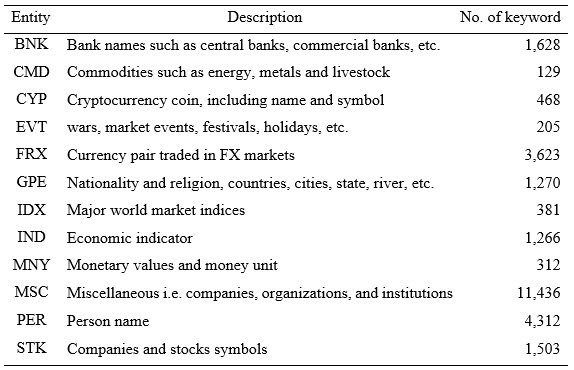 Entity Description No. of keyword
BNK Bank names such as central banks, commercial banks, etc. 1,628
CMD Commodities such as energy, metals and livestock 129
CYP Cryptocurrency coin, including name and symbol 468
EVT wars, market events, festivals, holidays, etc. 205
FRX Currency pair traded in FX markets 3,623
GPE Nationality and religion, countries, cities, state, river, etc. 1,270
IDX Major world market indices 381
IND Economic indicator 1,266
MNY Monetary values and money unit 312
MSC Miscellaneous i.e. companies, organizations, and institutions 11,436
PER Person name 4,312
STK Companies and stocks symbols 1,503